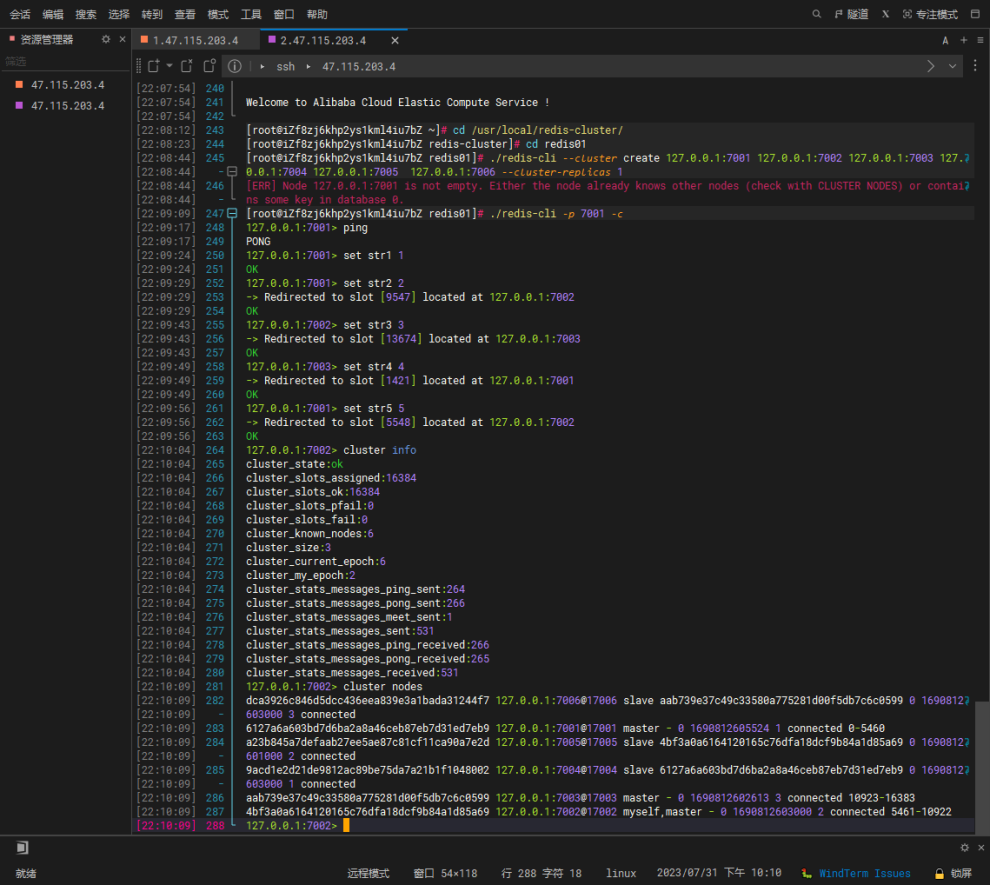 会话 编辑 搜索 选择 转到 查看 模式 工具 窗口 帮助 隧道 X 专注模式
资源管理器 1.47.115.203.4 2.47.115.203.4 A
筛选 ssh 47.115.203.4
47.115.203.4
47.115.203.4
[22:07:54] 240
[22:07:54] 241 Welcome to Alibaba Cloud Elastic Compute Service !
[22:07:54] 242
[22:08:12] 243 [root@iZf8zj6khp2ys1kml4iu7bZ ~]# cd /usr/local/redis-cluster/
[22:08:23] 244 [root@iZf8zj6khp2ys1kml4iu7bZ redis-cluster]# cd redis01
[22:08:44] 245 [root@iZf8zj6khp2ys1kml4iu7bZ redis01]# ./redis-cli --cluster create 127.0.0.1:7001 127.0.0.1:7002 127.0.0.1:7003 127.
[22:08:44] - 0.0.1:7004 127.0.0.1:7005 127.0.0.1:7006 --cluster-replicas 1
[22:08:44] 246 [ERR] Node 127.0.0.1:7001 is not empty. Either the node already knows other nodes (check with CLUSTER NODES) or contai
[22:08:44] - ns some key in database 0.
[22:09:09] 247 [root@iZf8zj6khp2ys1kml4iu7bZ redis01]# ./redis-cli -p 7001 -c
[22:09:17] 248 127.0.0.1:7001> ping
[22:09:17] 249 PONG
[22:09:24] 250 127.0.0.1:7001> set str1 1
[22:09:24] 251 OK
[22:09:29] 252 127.0.0.1:7001> set str2 2
[22:09:29] 253 -> Redirected to slot [9547] located at 127.0.0.1:7002
[22:09:29] 254 OK
[22:09:43] 255 127.0.0.1:7002> set str3 3
[22:09:43] 256 -> Redirected to slot [13674] located at 127.0.0.1:7003
[22:09:43] 257 OK
[22:09:49] 258 127.0.0.1:7003> set str4 4
[22:09:49] 259 -> Redirected to slot [1421] located at 127.0.0.1:7001
[22:09:49] 260 OK
[22:09:56] 261 127.0.0.1:7001> set str5 5
[22:09:56] 262 -> Redirected to slot [5548] located at 127.0.0.1:7002
[22:09:56] 263 OK
[22:10:04] 264 127.0.0.1:7002> cluster info
[22:10:04] 265 cluster_state:ok
[22:10:04] 266 cluster_slots_assigned:16384
[22:10:04] 267 cluster_slots_ok:16384
[22:10:04] 268 cluster_slots_pfail:0
[22:10:04] 269 cluster_slots_fail:0
[22:10:04] 270 cluster_known_nodes:6
[22:10:04] 271 cluster_size:3
[22:10:04] 272 cluster_current_epoch:6
[22:10:04] 273 cluster_my_epoch:2
[22:10:04] 274 cluster_stats_messages_ping_sent:264
[22:10:04] 275 cluster_stats_messages_pong_sent:266
[22:10:04] 276 cluster_stats_messages_meet_sent:1
[22:10:04] 277 cluster_stats_messages_sent:531
[22:10:04] 278 cluster_stats_messages_ping_received:266
[22:10:04] 279 cluster_stats_messages_pong_received:265
[22:10:04] 280 cluster_stats_messages_received:531
[22:10:09] 281 127.0.0.1:7002> cluster nodes
[22:10:09] 282 dca3926c846d5dcc436eea839e3a1bada31244f7 127.0.0.1:7006@17006 slave aab739e37c49c33580a775281d00f5db7c6c0599 0 1690812
[22:10:09] - 603000 3 connected
[22:10:09] 283 6127a6a603bd7d6ba2a8a46ceb87eb7d31ed7eb9 127.0.0.1:7001@17001 master - 0 1690812605524 1 connected 0-5460
[22:10:09] 284 a23b845a7defaab27ee5ae87c81cf11ca90a7e2d 127.0.0.1:7005@17005 slave 4bf3a0a6164120165c76dfa18dcf9b84a1d85a69 0 1690812
[22:10:09] - 601000 2 connected
[22:10:09] 285 9acd1e2d21de9812ac89be75da7a21b1f1048002 127.0.0.1:7004@17004 slave 6127a6a603bd7d6ba2a8a46ceb87eb7d31ed7eb9 0 1690812
[22:10:09] - 603000 1 connected
[22:10:09] 286 aab739e37c49c33580a775281d00f5db7c6c0599 127.0.0.1:7003@17003 master - 0 1690812602613 3 connected 10923-16383
[22:10:09] 287 4bf3a0a6164120165c76dfa18dcf9b84a1d85a69 127.0.0.1:7002@17002 myself,master - 0 1690812603000 2 connected 5461-10922
[22:10:09] 288 127.0.0.1:7002>
就绪 远程模式 窗口 54×118 行 288 字符 18 linux 2023/07/31 下午 10:10 WindTerm Issues 锁屏